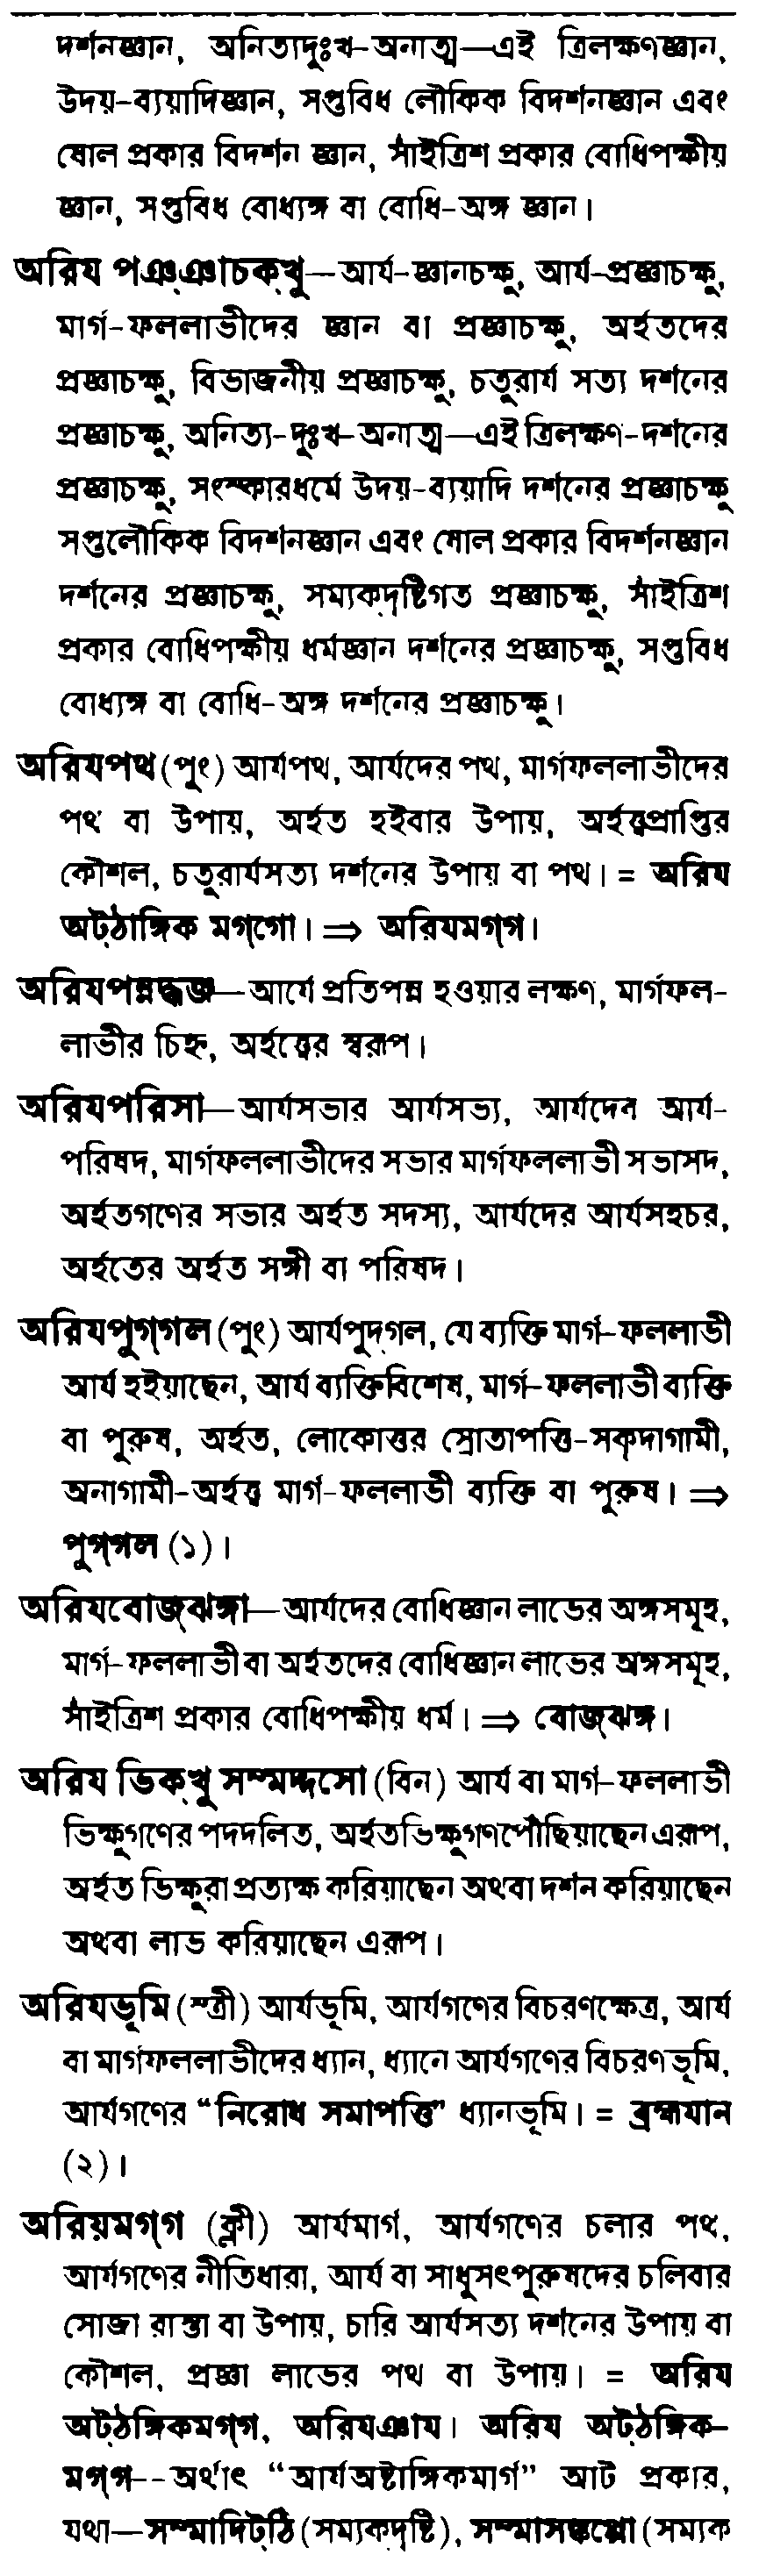 দর্শনজ্ঞান, অনিত্যদুঃখ-অনাত্ম—এই ত্রিলক্ষণজ্ঞান,
উদয়-ব্যয়াদিজ্ঞান, সপ্তবিধ লৌকিক বিদর্শনজ্ঞান এবং
ষোল প্রকার বিদর্শন জ্ঞান, সাঁইত্রিশ প্রকার বোধিপক্ষীয়
জ্ঞান, সপ্তবিধ বোধ্যঙ্গ বা বোধি-অঙ্গ জ্ঞান।
অরিয পঞ্ঞাচক্খু—আর্য-জ্ঞানচক্ষু, আর্য-প্রজ্ঞাচক্ষু,
মার্গ-ফললাভীদের জ্ঞান বা প্রজ্ঞাচক্ষু, অর্হতদের
প্রজ্ঞাচক্ষু, বিভাজনীয় প্রজ্ঞাচক্ষু, চতুরার্য সত্য দর্শনের
প্রজ্ঞাচক্ষু, অনিত্য-দুঃখ-অনাত্ম—এই ত্রিলক্ষণ-দর্শনের
প্রজ্ঞাচক্ষু, সংস্কারধর্মে উদয়-ব্যয়াদি দর্শনের প্রজ্ঞাচক্ষু
সপ্তলৌকিক বিদর্শনজ্ঞান এবং ষোল প্রকার বিদর্শনজ্ঞান
দর্শনের প্রজ্ঞাচক্ষু, সম্যকদৃষ্টিগত প্রজ্ঞাচক্ষু, সাঁইত্রিশ
প্রকার বোধিপক্ষীয় ধর্মজ্ঞান দর্শনের প্রজ্ঞাচক্ষু, সপ্তবিধ
বোধ্যঙ্গ বা বোধি-অঙ্গ দর্শনের প্রজ্ঞাচক্ষু।
অরিযপথ (পুং) আর্যপথ, আর্যদের পথ, মার্গফললাভীদের
পথ বা উপায়, অর্হত হইবার উপায়, অর্হত্ত্বপ্রাপ্তির
কৌশল, চতুরার্যসত্য দর্শনের উপায় বা পথ। = অরিয
অট্ঠাঙ্গিক মগ্গো। ⇒ অরিযমগ্গ।
অরিযপন্নদ্ধজ—আর্যে প্রতিপন্ন হওয়ার লক্ষণ, মার্গফল-
লাভীর চিহ্ন, অর্হত্ত্বের স্বরূপ।
অরিযপরিসা—আর্যসভার আর্যসভ্য, আর্যদের আর্য-
পরিষদ, মার্গফললাভীদের সভার মার্গফললাভী সভাসদ,
অর্হতগণের সভার অর্হত সদস্য, আর্যদের আর্যসহচর,
অর্হতের অর্হত সঙ্গী বা পরিষদ।
অরিযপুগ্গল (পুং) আর্যপুদ্গল, যে ব্যক্তি মার্গ-ফললাভী
আর্য হইয়াছেন, আর্য ব্যক্তিবিশেষ, মার্গ-ফললাভী ব্যক্তি
বা পুরুষ, অর্হত, লোকোত্তর স্রোতাপত্তি-সকৃদাগামী,
অনাগামী-অর্হত্ত্ব মার্গ-ফললাভী ব্যক্তি বা পুরুষ। ⇒
পুগ্গল (১)।
অরিযবোজ্ঝঙ্গা—আর্যদের বোধিজ্ঞান লাভের অঙ্গসমূহ,
মার্গ-ফললাভী বা অর্হতদের বোধিজ্ঞান লাভের অঙ্গসমূহ,
সাঁইত্রিশ প্রকার বোধিপক্ষীয় ধর্ম। ⇒ বোজ্ঝঙ্গ।
অরিয ভিক্খু সম্মদ্দসো (বিন) আর্য বা মার্গ-ফললাভী
ভিক্ষুগণের পদদলিত, অর্হতভিক্ষুগণ পৌঁছিয়াছেন এরূপ,
অর্হত ভিক্ষুরা প্রত্যক্ষ করিয়াছেন অথবা দর্শন করিয়াছেন
অথবা লাভ করিয়াছেন এরূপ।
অরিযভূমি (স্ত্রী) আর্যভূমি, আর্যগণের বিচরণক্ষেত্র, আর্য
বা মার্গফললাভীদের ধ্যান, ধ্যানে আর্যগণের বিচরণভূমি,
আর্যগণের “নিরোধ সমাপত্তি” ধ্যানভূমি। = ব্রহ্মযান
(২)।
অরিয়মগ্গ (ক্লী) আর্যমার্গ, আর্যগণের চলার পথ,
আর্যগণের নীতিধারা, আর্য বা সাধুসৎপুরুষদের চলিবার
সোজা রাস্তা বা উপায়, চারি আর্যসত্য দর্শনের উপায় বা
কৌশল, প্রজ্ঞা লাভের পথ বা উপায়। = অরিয
অট্ঠঙ্গিকমগ্গ, অরিযঞায। অরিয অট্ঠঙ্গিক-
মগ্গ--অর্থাৎ “আর্যঅষ্টাঙ্গিকমার্গ” আট প্রকার,
যথা—সম্মাদিট্ঠি (সম্যকদৃষ্টি), সম্মাসঙ্কপ্পো (সম্যক